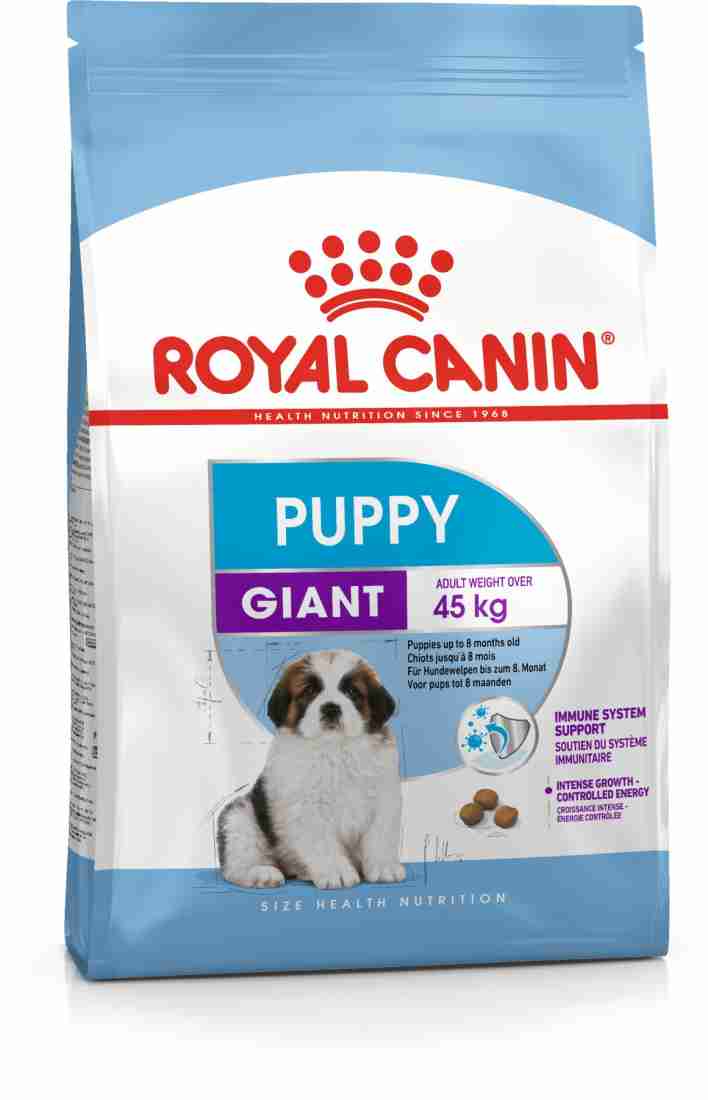 ROYAL CANIN®
HEALTH NUTRITION SINCE 1968
PUPPY
GIANT
ADULT WEIGHT OVER
45 kg
Puppies up to 8 months old
Chiots jusqu'à 8 mois
Für Hundewelpen bis zum 8. Monat
Voor pups tot 8 maanden
IMMUNE SYSTEM
SUPPORT
SOUTIEN DU SYSTÈME
IMMUNITAIRE
INTENSE GROWTH -
CONTROLLED ENERGY
CROISSANCE INTENSE -
ÉNERGIE CONTRÔLÉE
SIZE HEALTH NUTRITION